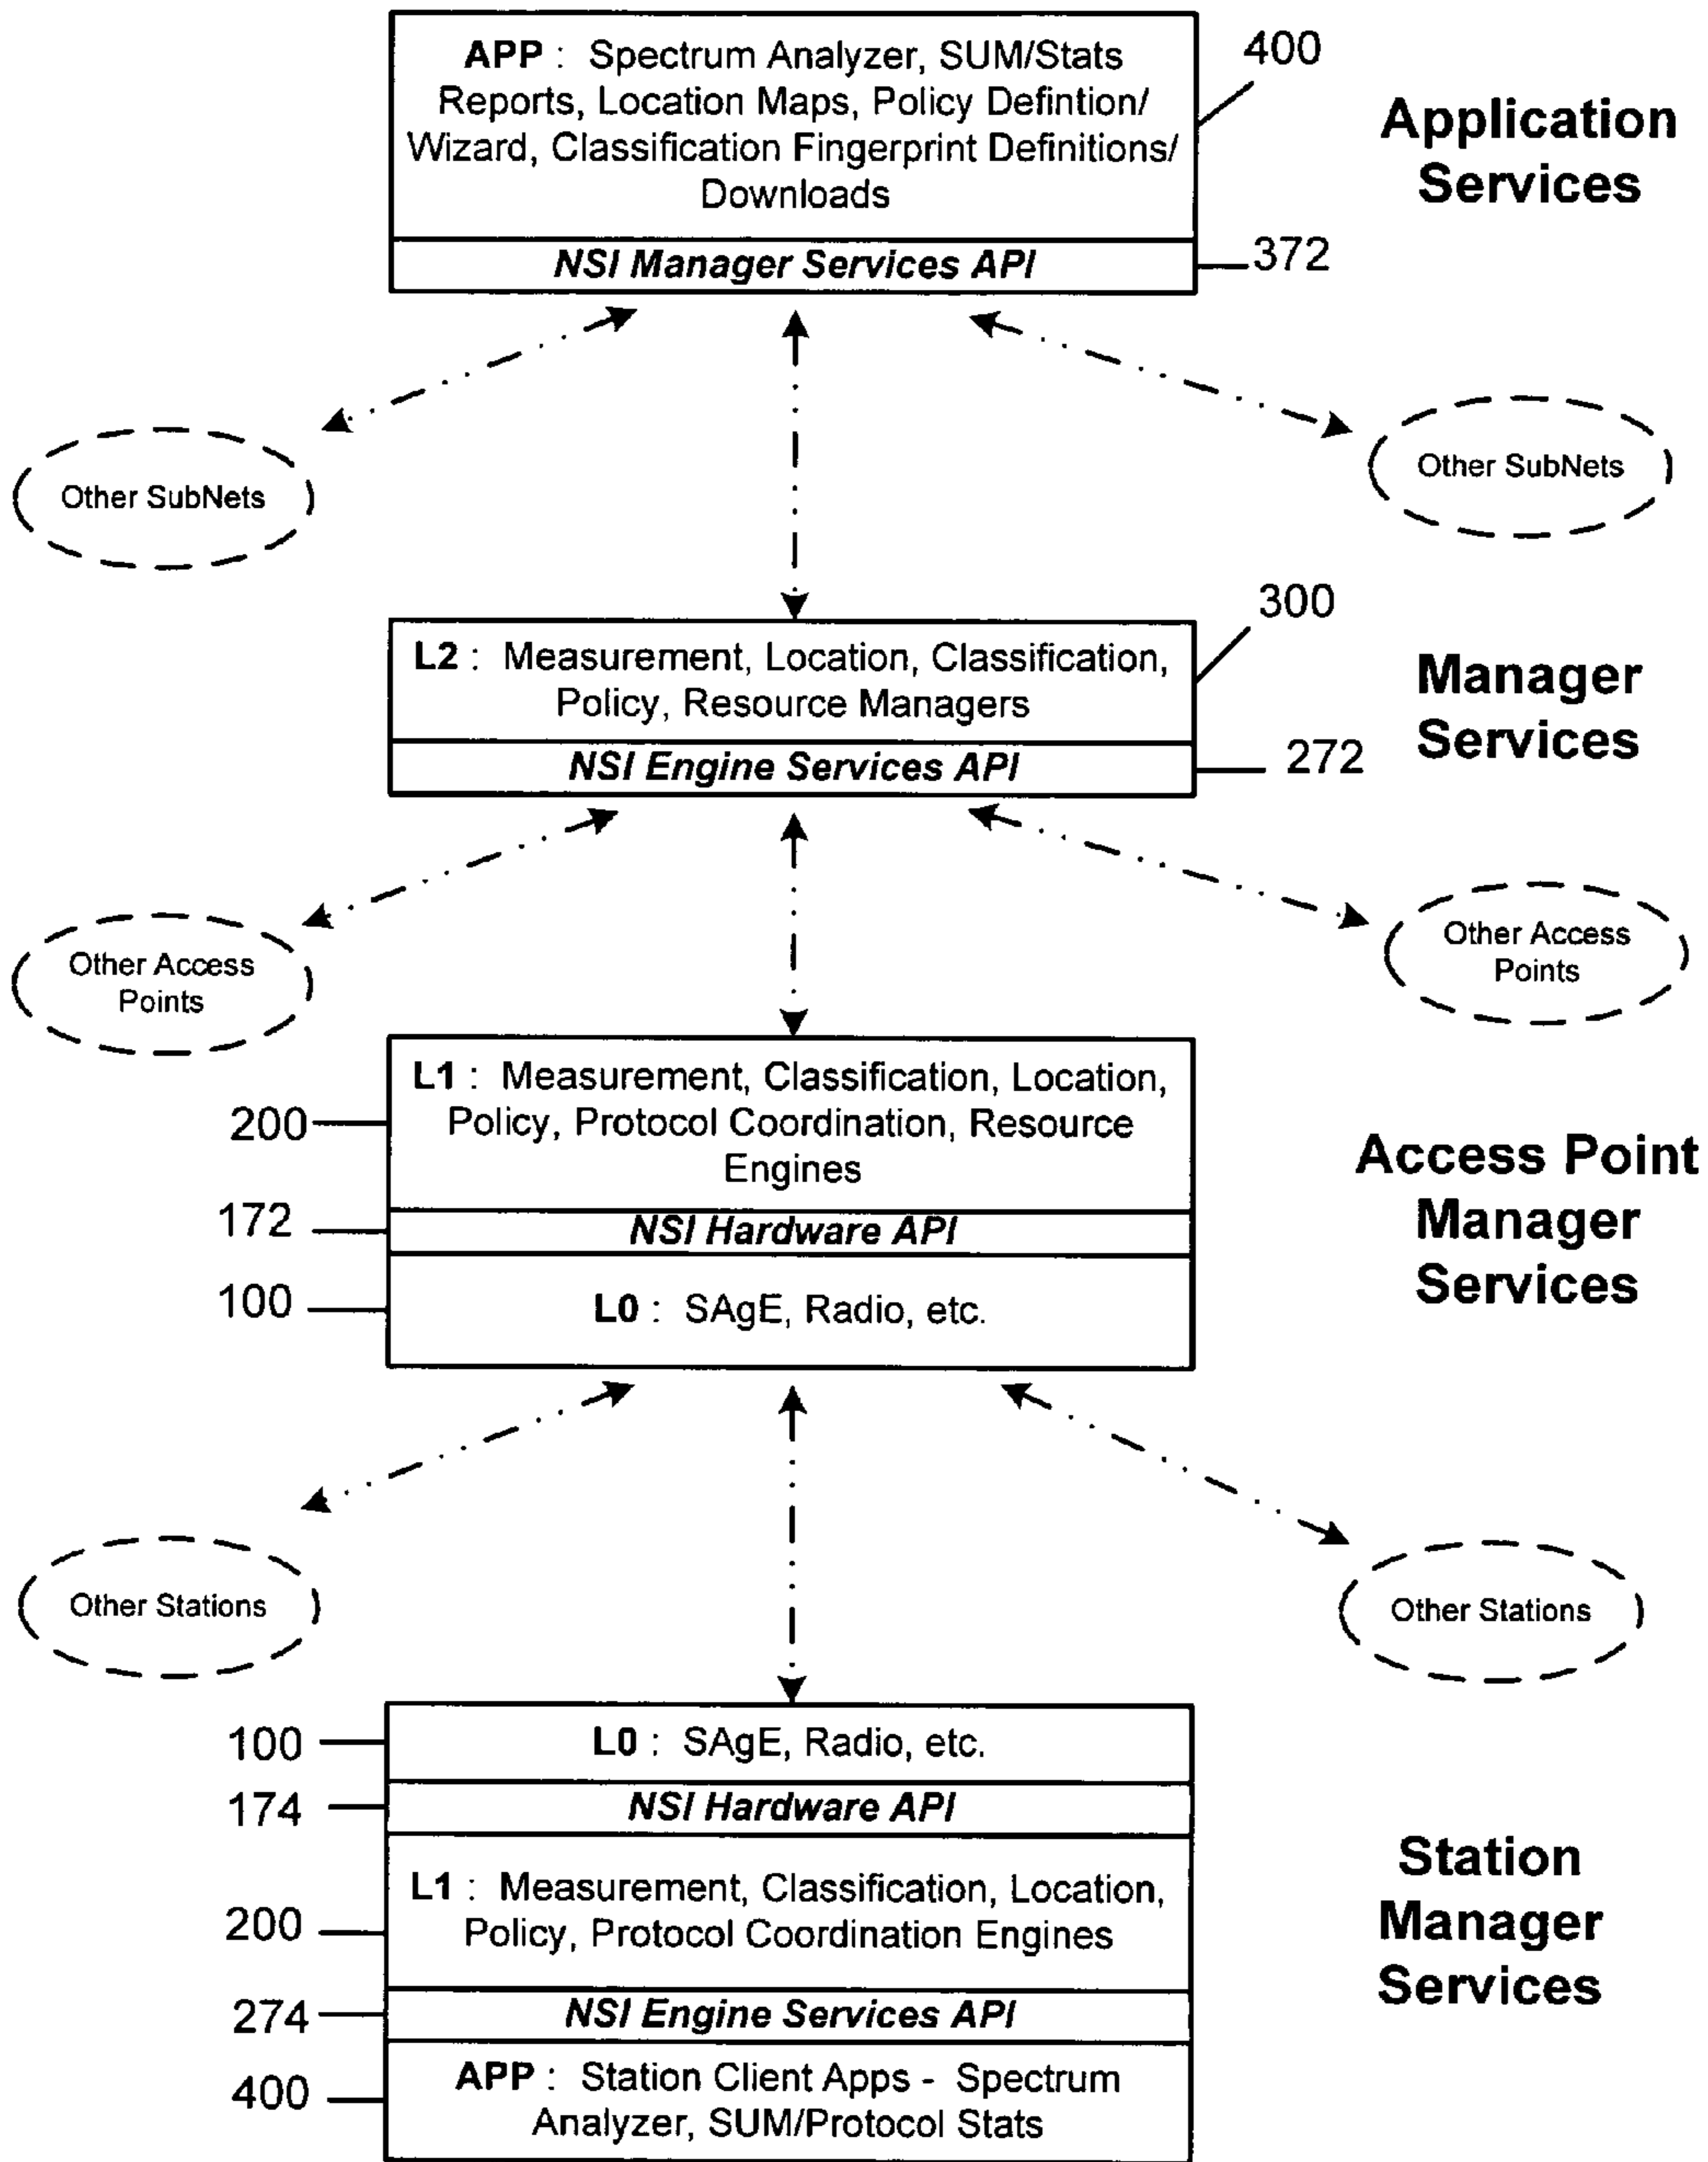 APP : Spectrum Analyzer, SUM/Stats
Reports, Location Maps, Policy Defintion/
Wizard, Classification Fingerprint Definitions/
Downloads
NSI Manager Services API
400
372
Application
Services
Other SubNets
Other SubNets
L2 : Measurement, Location, Classification,
Policy, Resource Managers
NSI Engine Services API
300
272
Manager
Services
Other Access
Points
Other Access
Points
L1 : Measurement, Classification, Location,
Policy, Protocol Coordination, Resource
Engines
NSI Hardware API
L0 : SAgE, Radio, etc.
200
172
100
Access Point
Manager
Services
Other Stations
Other Stations
L0 : SAgE, Radio, etc.
NSI Hardware API
L1 : Measurement, Classification, Location,
Policy, Protocol Coordination Engines
NSI Engine Services API
APP : Station Client Apps - Spectrum
Analyzer, SUM/Protocol Stats
100
174
200
274
400
Station
Manager
Services